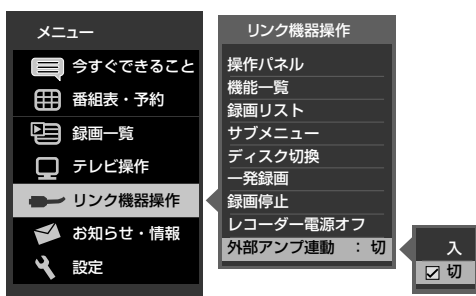 メニュー
今すぐできること
番組表・予約
録画一覧
テレビ操作
リンク機器操作
お知らせ・情報
設定
リンク機器操作
操作パネル
機能一覧
録画リスト
サブメニュー
ディスク切換
一発録画
録画停止
レコーダー電源オフ
外部アンプ連動 : 切
入
切